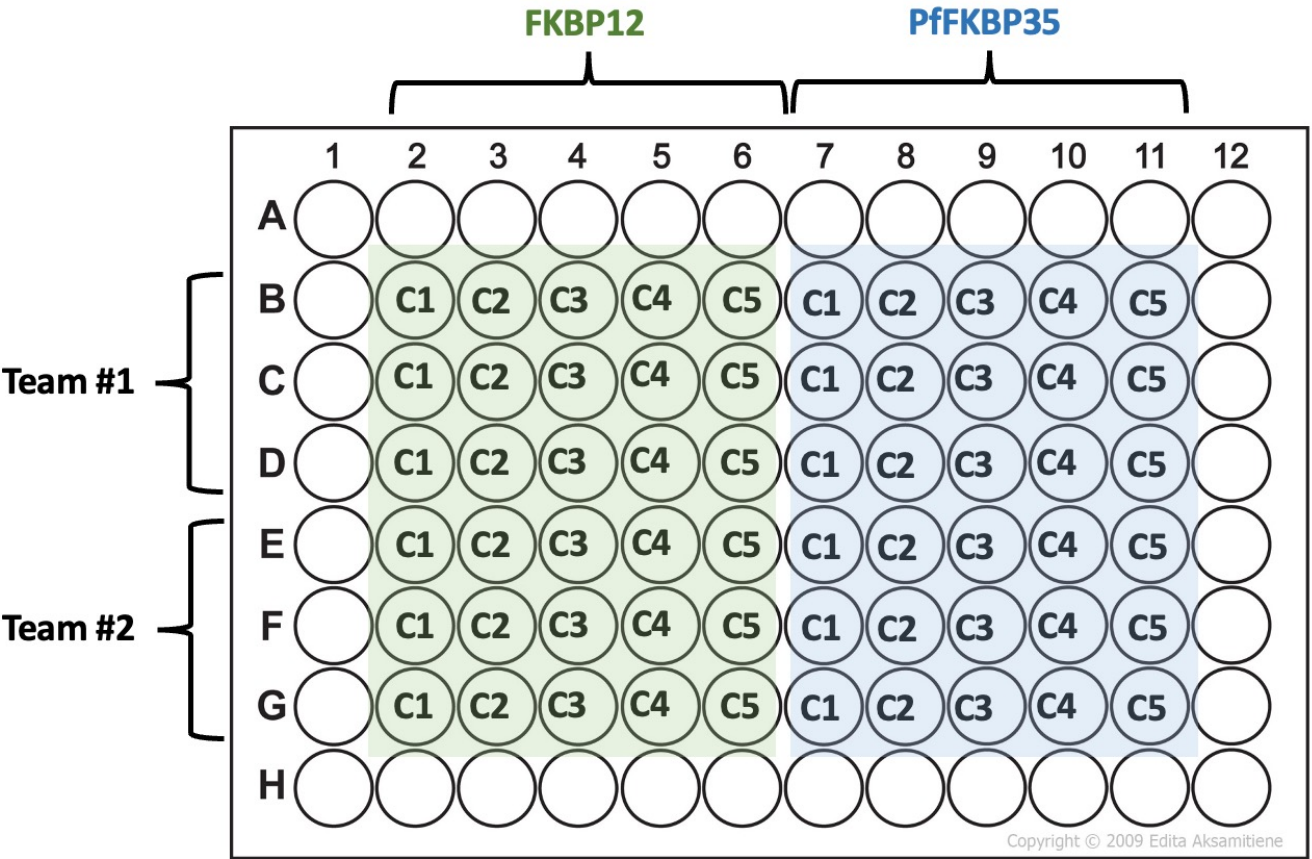 FKBP12 PfFKBP35
1 2 3 4 5 6 7 8 9 10 11 12
A
B C1 C2 C3 C4 C5 C1 C2 C3 C4 C5
Team #1 C C1 C2 C3 C4 C5 C1 C2 C3 C4 C5
D C1 C2 C3 C4 C5 C1 C2 C3 C4 C5
E C1 C2 C3 C4 C5 C1 C2 C3 C4 C5
Team #2 F C1 C2 C3 C4 C5 C1 C2 C3 C4 C5
G C1 C2 C3 C4 C5 C1 C2 C3 C4 C5
H
Copyright © 2009 Edita Aksamitiene